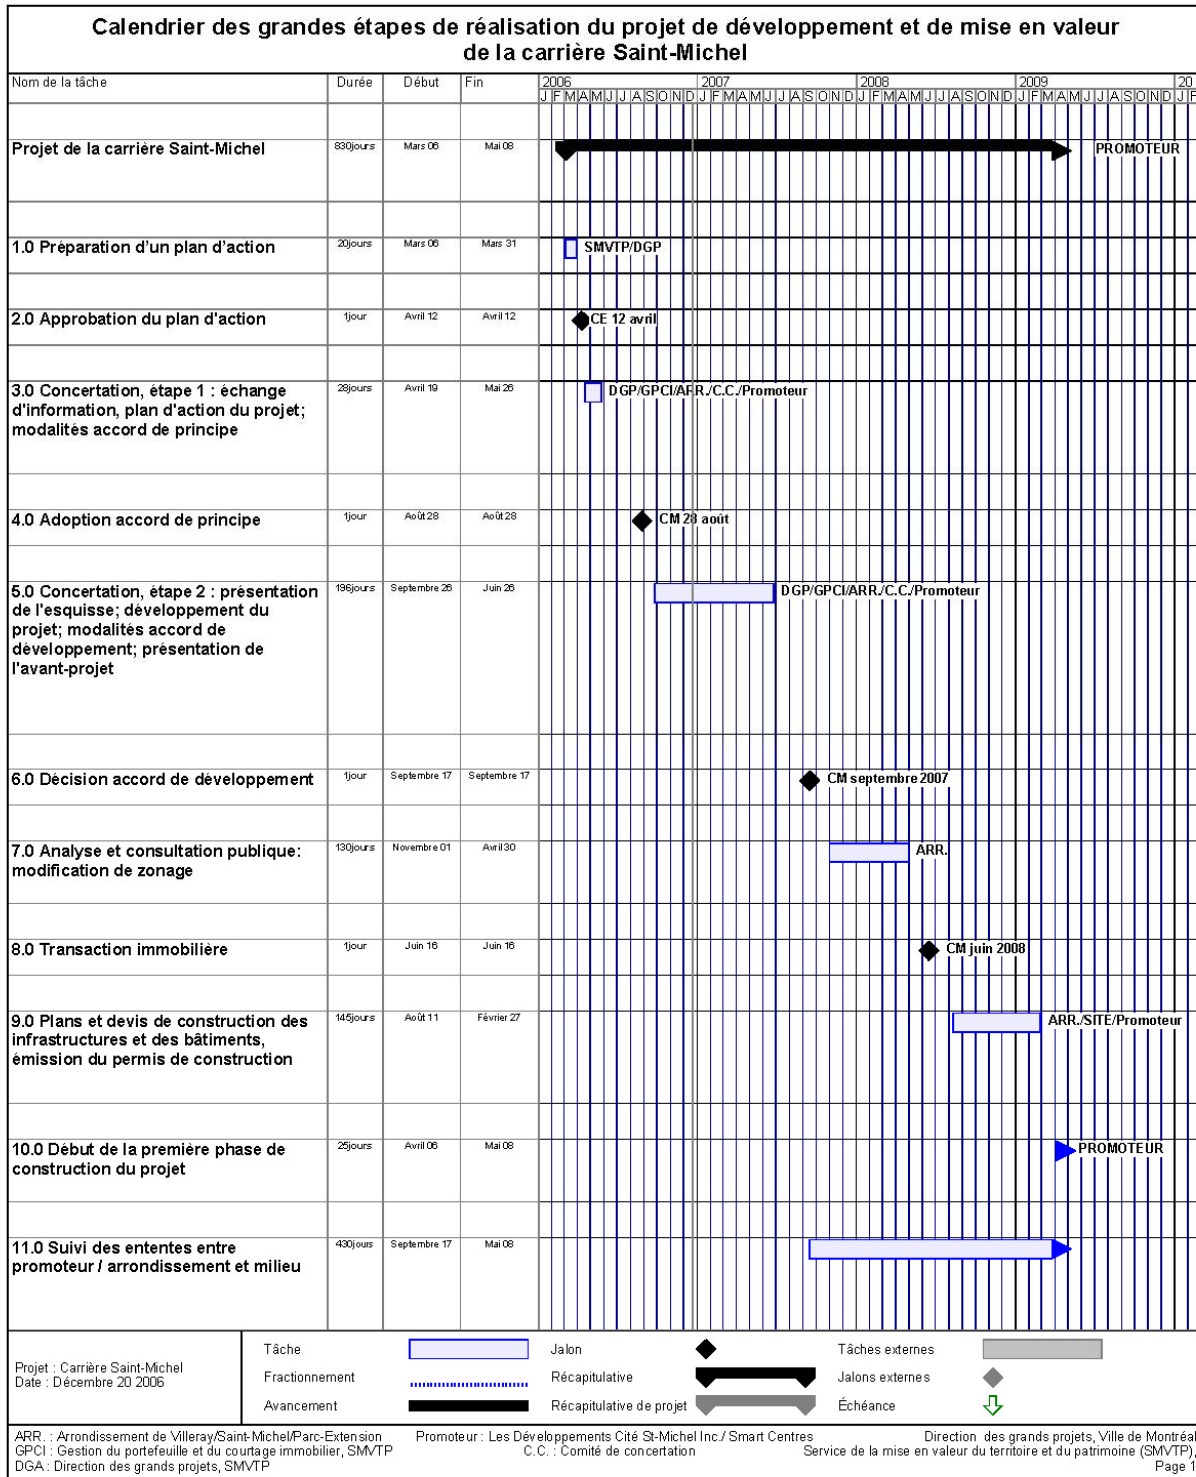 Calendrier des grandes étapes de réalisation du projet de développement et de mise en valeur
de la carrière Saint-Michel
Nom de la tâche Durée Début Fin 2006 2007 2008 2009 20
J F M A M J J A S O N D J F M A M J J A S O N D J F M A M J J A S O N D J F M A M J J A S O N D J F
Projet de la carrière Saint-Michel 830jours Mars 06 Mai 08 PROMOTEUR
1.0 Préparation d'un plan d'action 20jours Mars 06 Mars 31 SMVTP/DGP
2.0 Approbation du plan d'action 1jour Avril 12 Avril 12 CE 12 avril
3.0 Concertation, étape 1 : échange 28jours Avril 19 Mai 26 DGP/GPCI/ARR./C.C./Promoteur
d'information, plan d'action du projet;
modalités accord de principe
4.0 Adoption accord de principe 1jour Août 28 Août 28 CM 28 août
5.0 Concertation, étape 2 : présentation 196jours Septembre 26 Juin 26 DGP/GPCI/ARR./C.C./Promoteur
de l'esquisse; développement du
projet; modalités accord de
développement; présentation de
l'avant-projet
6.0 Décision accord de développement 1jour Septembre 17 Septembre 17 CM septembre 2007
7.0 Analyse et consultation publique: 130jours Novembre 01 Avril 30 ARR.
modification de zonage
8.0 Transaction immobilière 1jour Juin 16 Juin 16 CM juin 2008
9.0 Plans et devis de construction des 145jours Août 11 Février 27 ARR./SITE/Promoteur
infrastructures et des bâtiments,
émission du permis de construction
10.0 Début de la première phase de 25jours Avril 06 Mai 08 PROMOTEUR
construction du projet
11.0 Suivi des ententes entre 430jours Septembre 17 Mai 08
promoteur / arrondissement et milieu
Projet : Carrière Saint-Michel
Date : Décembre 20 2006
Tâche Jalon Tâches externes
Fractionnement Récapitulative Jalons externes
Avancement Récapitulative de projet Échéance
ARR. : Arrondissement de Villeray/Saint-Michel/Parc-Extension Promoteur : Les Développements Cité St-Michel Inc./ Smart Centres Direction des grands projets, Ville de Montréal
GPCI : Gestion du portefeuille et du courtage immobilier, SMVTP C.C. : Comité de concertation Service de la mise en valeur du territoire et du patrimoine (SMVTP),
DGA : Direction des grands projets, SMVTP Page 1